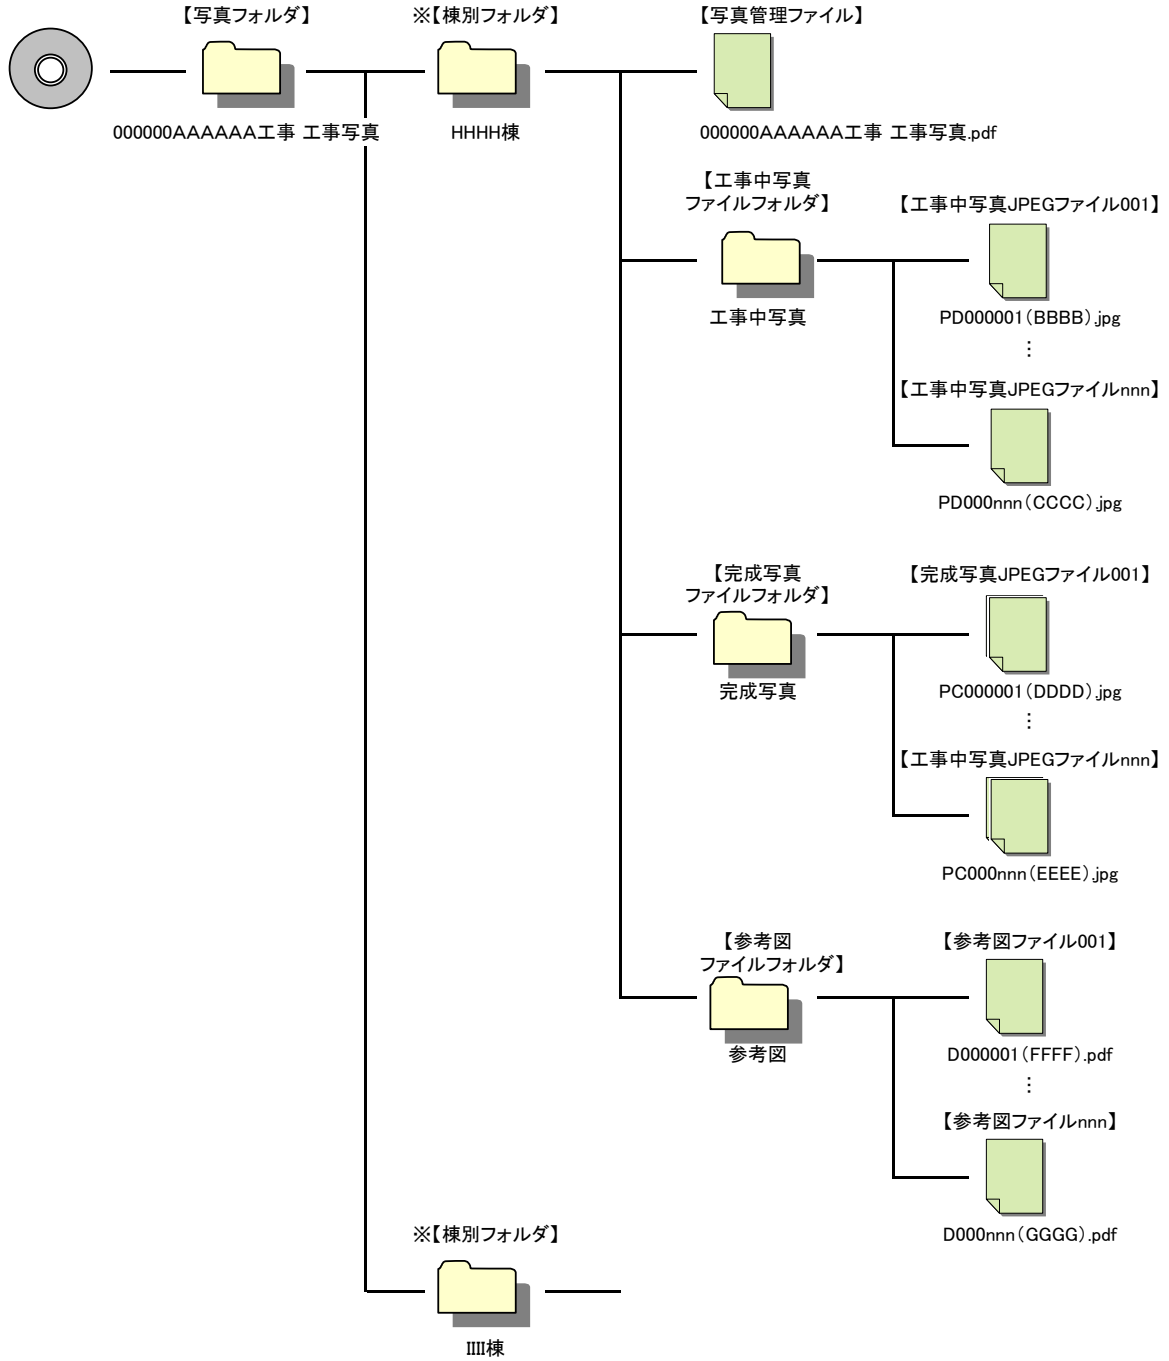 【写真フォルダ】
※【棟別フォルダ】
【写真管理ファイル】
000000AAAAAA工事 工事写真
HHHH棟
000000AAAAAA工事 工事写真.pdf
【工事中写真
ファイルフォルダ】
工事中写真
【工事中写真JPEGファイル001】
PD000001（BBBB）.jpg
⋮
【工事中写真JPEGファイルnnn】
PD000nnn（CCCC）.jpg
【完成写真
ファイルフォルダ】
完成写真
【完成写真JPEGファイル001】
PC000001（DDDD）.jpg
⋮
【工事中写真JPEGファイルnnn】
PC000nnn（EEEE）.jpg
【参考図
ファイルフォルダ】
参考図
【参考図ファイル001】
D000001（FFFF）.pdf
⋮
【参考図ファイルnnn】
D000nnn（GGGG）.pdf
※【棟別フォルダ】
IIII棟